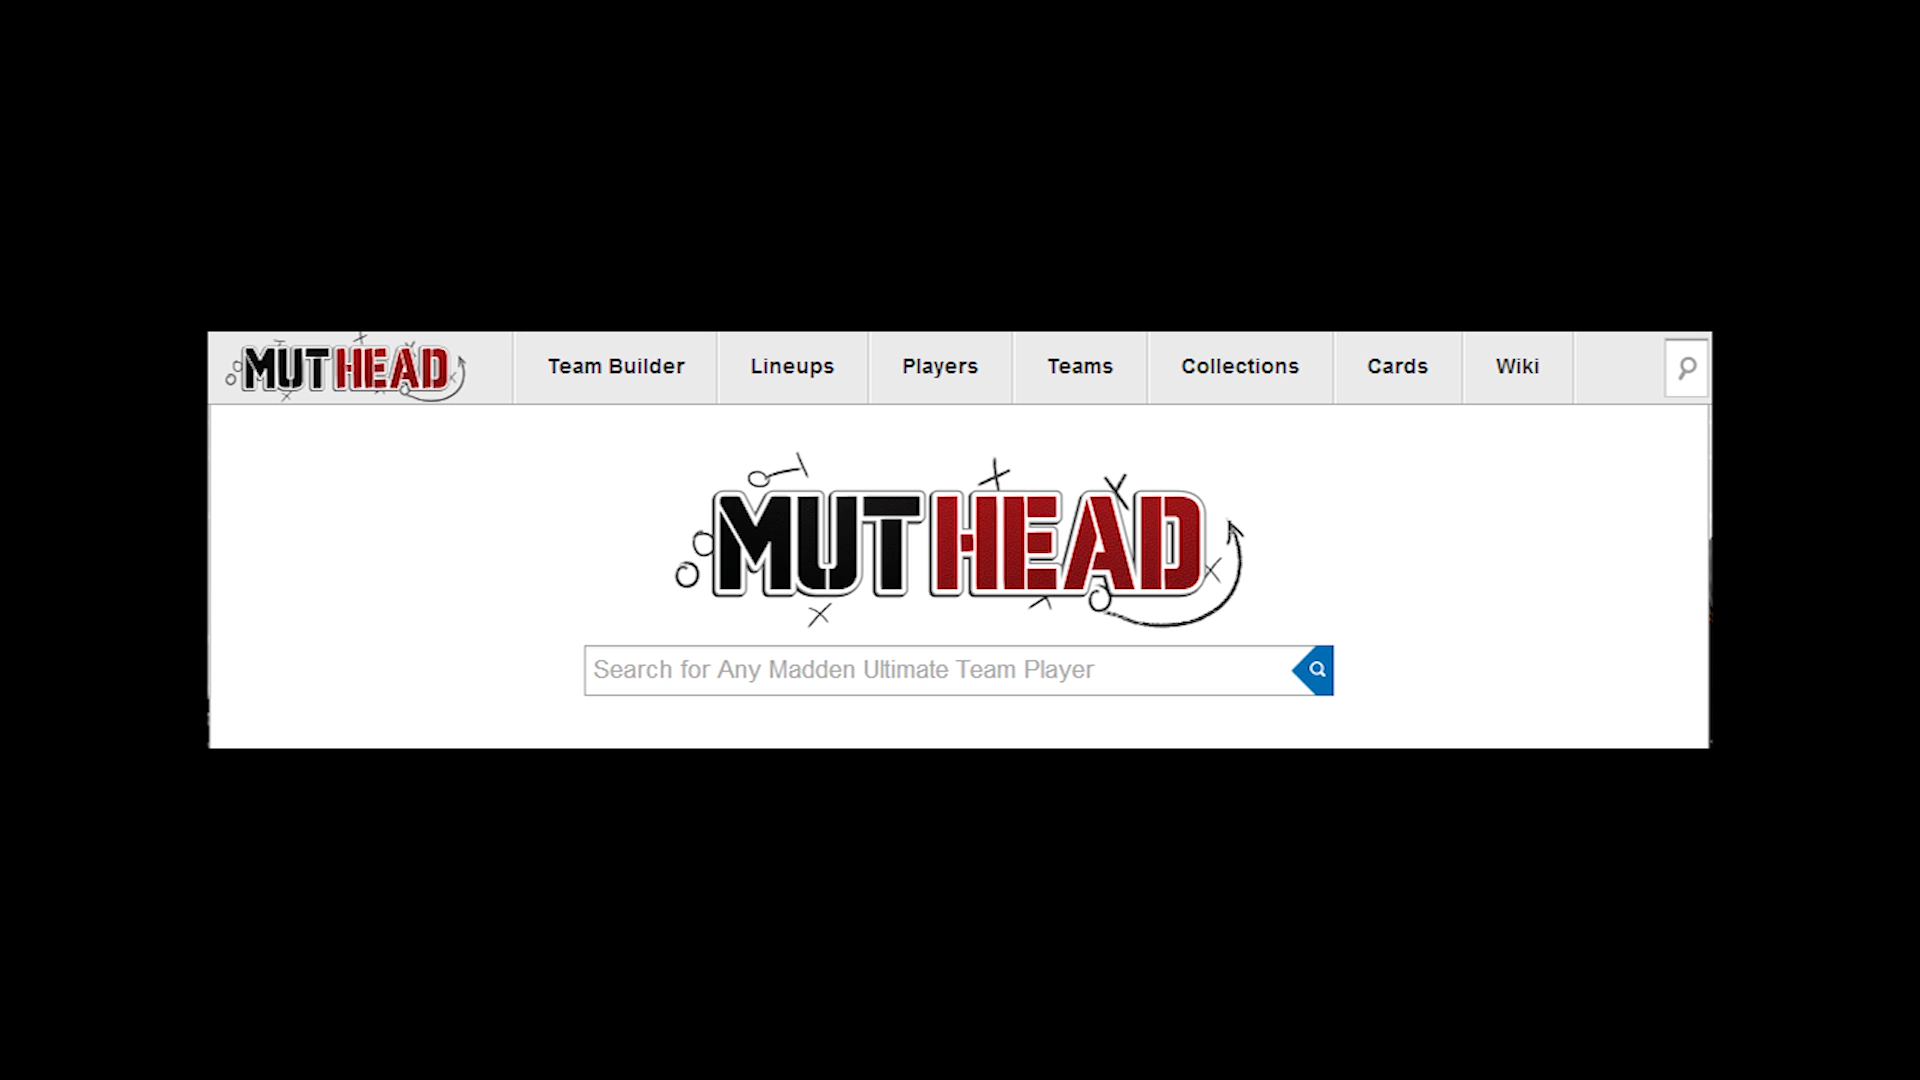 MUTHEAD Team Builder Lineups Players Teams Collections Cards Wiki
MUTHEAD
Search for Any Madden Ultimate Team Player